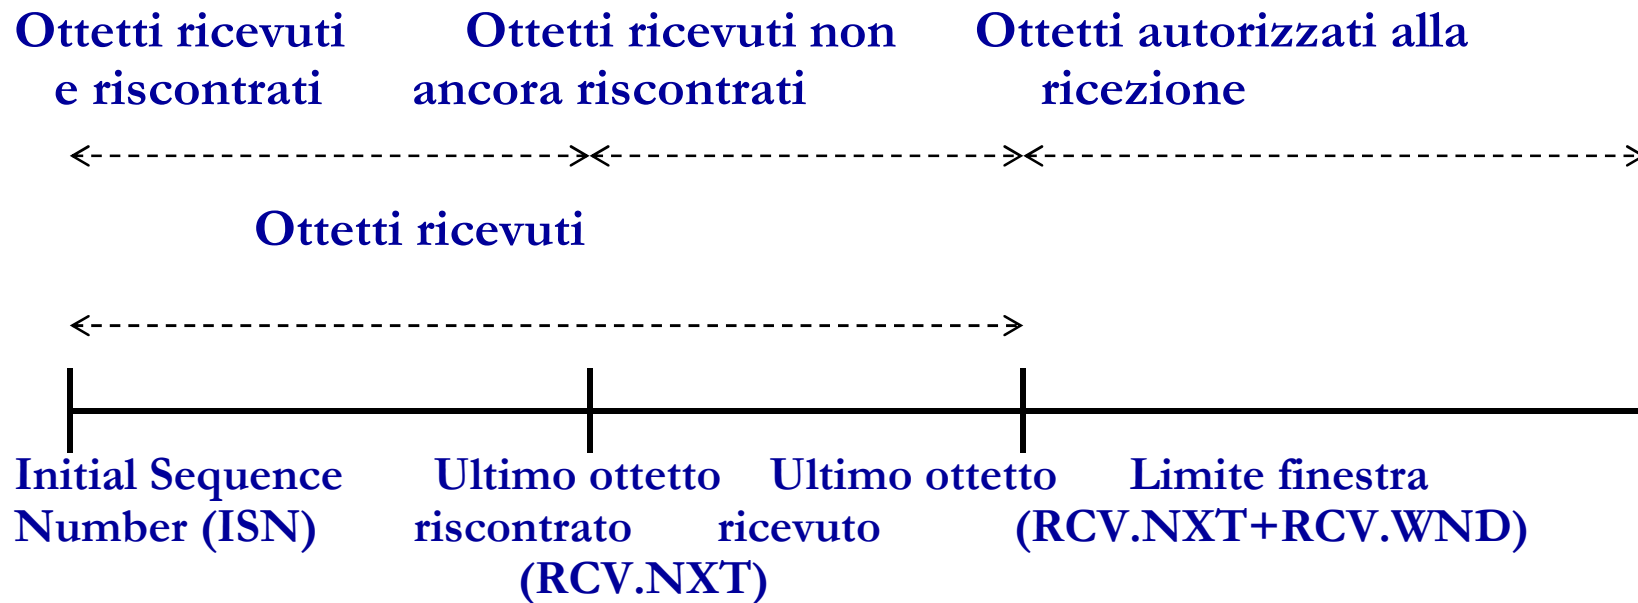 Ottetti ricevuti
e riscontrati
Ottetti ricevuti non
ancora riscontrati
Ottetti autorizzati alla
ricezione
Ottetti ricevuti
Initial Sequence
Number (ISN)
Ultimo ottetto
riscontrato
(RCV.NXT)
Ultimo ottetto
ricevuto
Limite finestra
(RCV.NXT+RCV.WND)